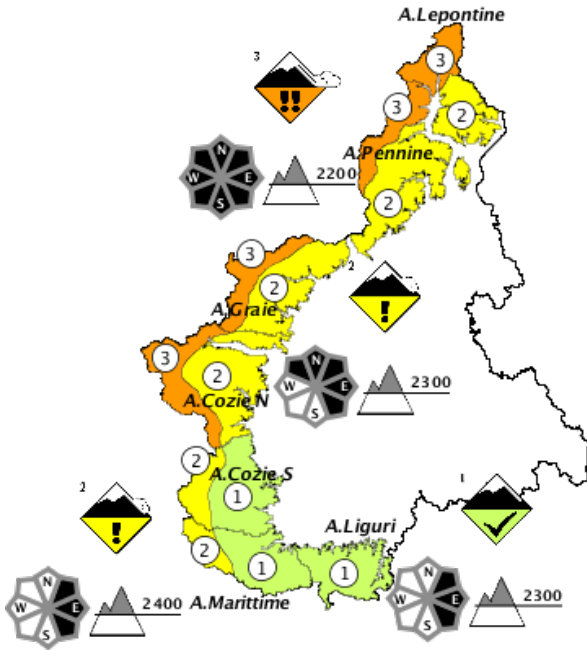 A.Lepontine
3
3
!!
3
2
A.Pennine
N
W E
S
2200
2
3
2
2
!
A.Graie
3
2
N
W E
S
2300
A.Cozie N
2
A.Cozie S
1
1
2
!
A.Liguri
2
1
1
N
W E
S
2400
A.Marittime
N
W E
S
2300